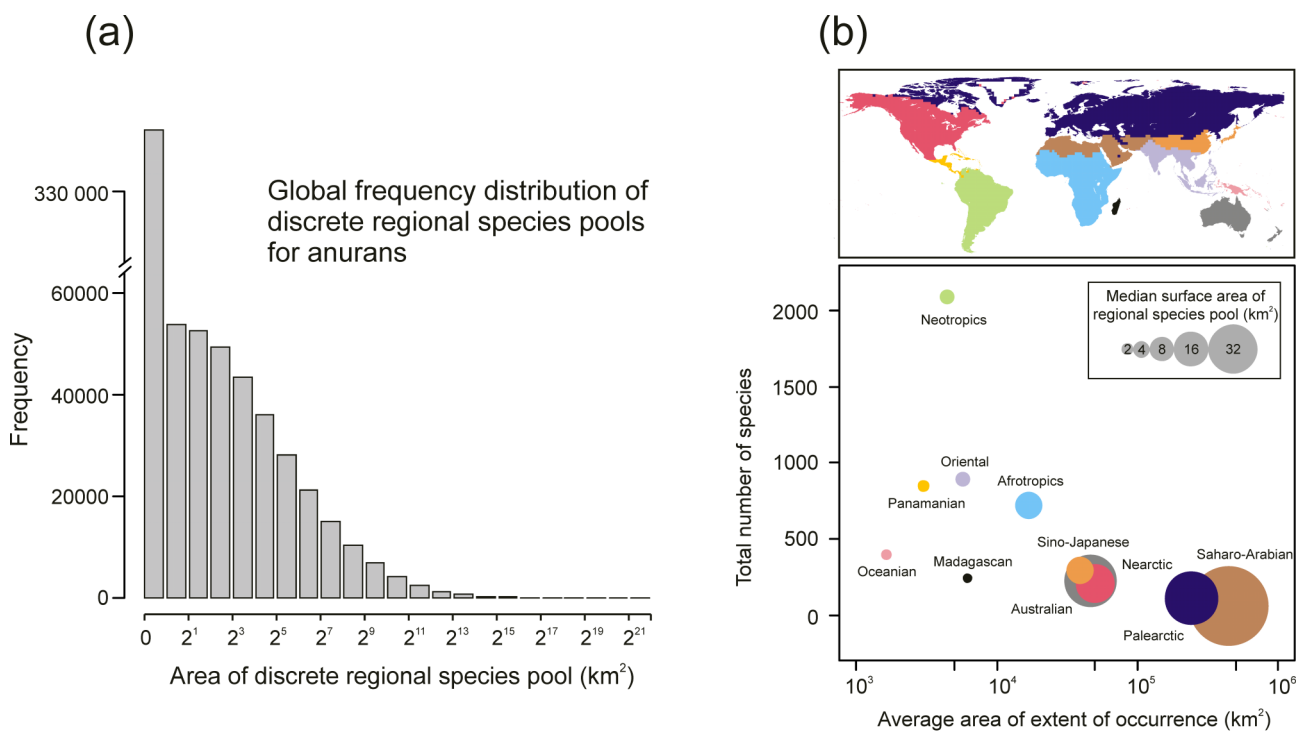 (a)
Global frequency distribution of
discrete regional species pools
for anurans
Frequency
330 000
60000
40000
20000
0
0 2¹ 2³ 2⁵ 2⁷ 2⁹ 2¹¹ 2¹³ 2¹⁵ 2¹⁷ 2¹⁹ 2²¹
Area of discrete regional species pool (km²)
(b)
Total number of species
2000
1500
1000
500
0
Median surface area of
regional species pool (km²)
2 4 8 16 32
Neotropics
Oriental
Panamanian
Afrotropics
Oceanian
Madagascan
Sino-Japanese
Australian
Nearctic
Saharo-Arabian
Palearctic
10³ 10⁴ 10⁵ 10⁶
Average area of extent of occurrence (km²)